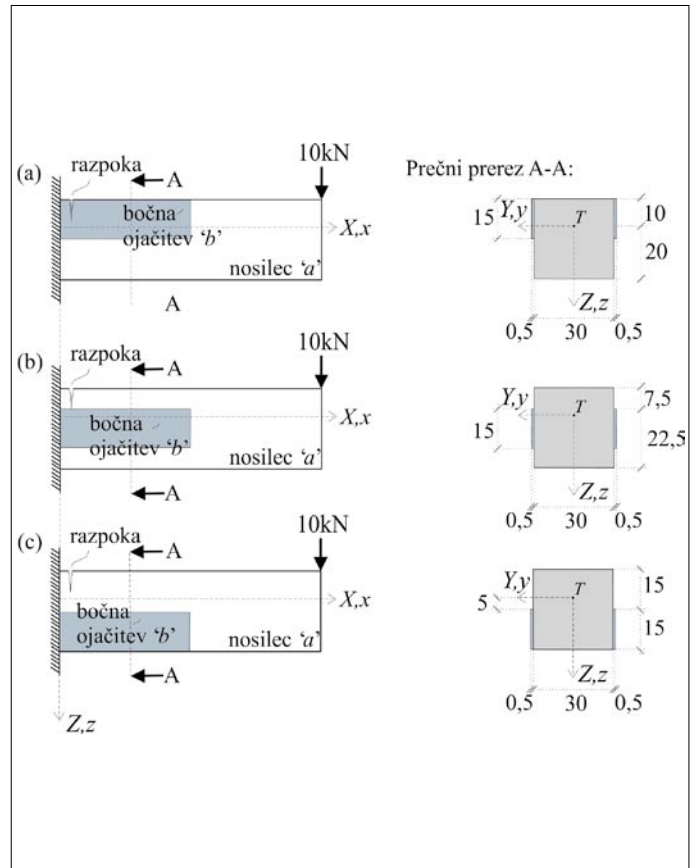 (a)
razpoka
A
10kN
bočna
ojačitev 'b'
X,x
nosilec 'a'
A
Prečni prerez A-A:
15
Y,y
T
10
20
Z,z
0,5
30
0,5
(b)
razpoka
A
10kN
bočna
ojačitev 'b'
X,x
nosilec 'a'
A
15
Y,y
T
7,5
22,5
Z,z
0,5
30
0,5
(c)
razpoka
A
10kN
bočna
ojačitev 'b'
X,x
nosilec 'a'
A
Z,z
5
Y,y
T
15
15
Z,z
0,5
30
0,5